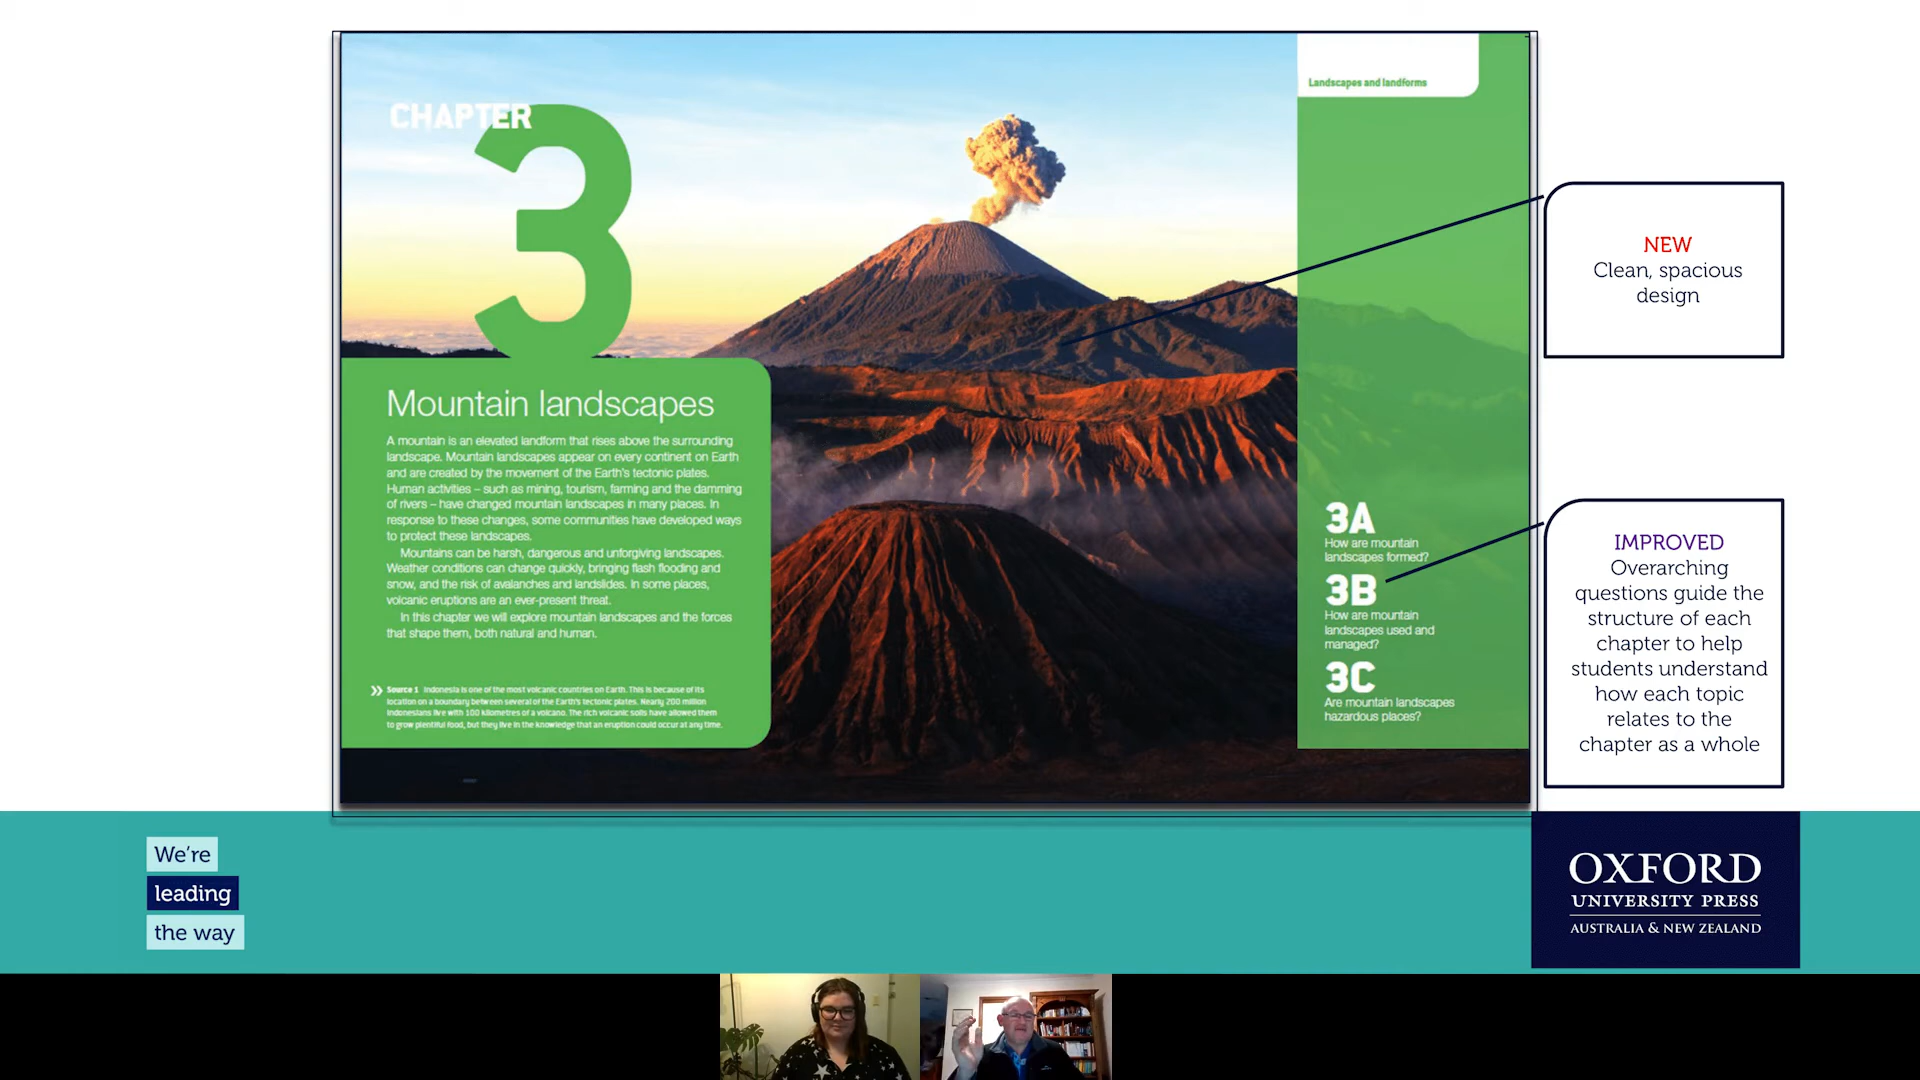 CHAPTER
3
Landscapes and landforms
Mountain landscapes
A mountain is an elevated landform that rises above the surrounding
landscape. Mountain landscapes appear on every continent on Earth
and are created by the movement of the Earth's tectonic plates.
Human activities – such as mining, tourism, farming and the damming
of rivers – have changed mountain landscapes in many places. In
response to these changes, some communities have developed ways
to protect these landscapes.
Mountains can be harsh, dangerous and unforgiving landscapes.
Weather conditions can change quickly, bringing flash flooding and
snow, and the risk of avalanches and landslides. In some places,
volcanic eruptions are an ever-present threat.
In this chapter we will explore mountain landscapes and the forces
that shape them, both natural and human.
Source 1 Indonesia is one of the most volcanic countries on Earth. This is because of its
location on a boundary between several of the Earth's tectonic plates. Nearly 200 million
Indonesians live with 100 kilometres of a volcano. The rich volcanic soils have allowed them
to grow plentiful food, but they live in the knowledge that an eruption could occur at any time.
3A
How are mountain
landscapes formed?
3B
How are mountain
landscapes used and
managed?
3C
Are mountain landscapes
hazardous places?
NEW
Clean, spacious
design
IMPROVED
Overarching
questions guide the
structure of each
chapter to help
students understand
how each topic
relates to the
chapter as a whole
We're
leading
the way
OXFORD
UNIVERSITY PRESS
AUSTRALIA & NEW ZEALAND